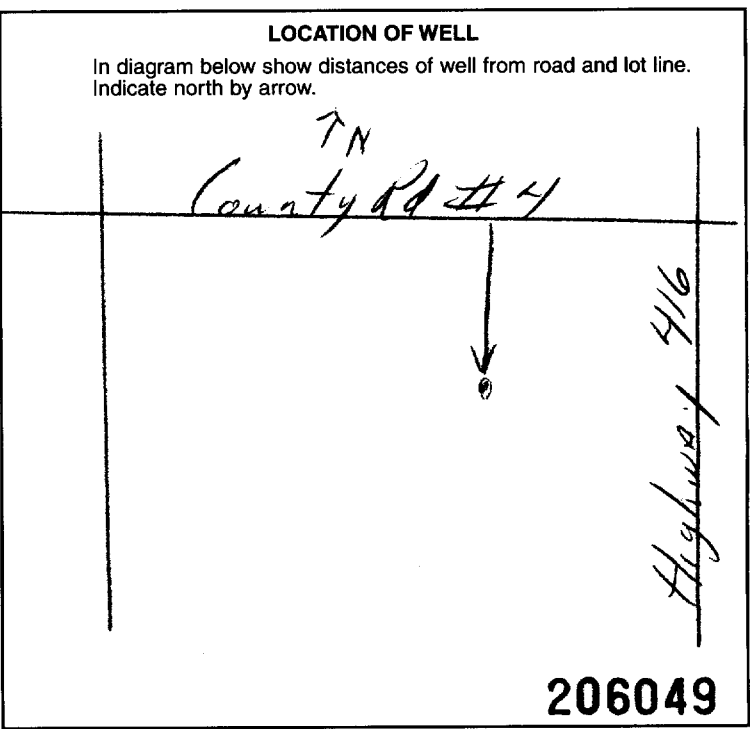 LOCATION OF WELL
In diagram below show distances of well from road and lot line.
Indicate north by arrow.
N
County Rd # 4
Highway 416
206049